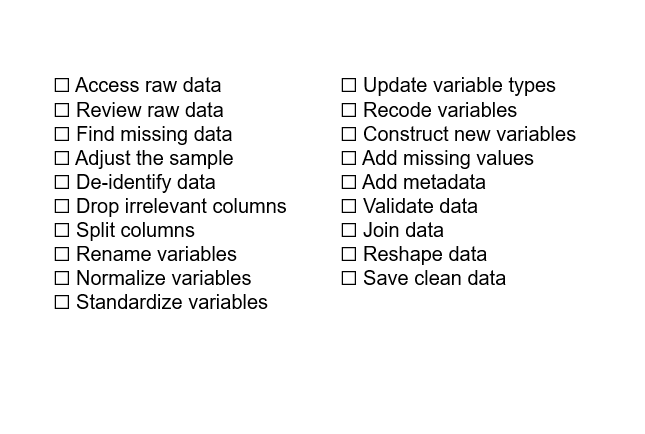 ☐ Access raw data
☐ Review raw data
☐ Find missing data
☐ Adjust the sample
☐ De-identify data
☐ Drop irrelevant columns
☐ Split columns
☐ Rename variables
☐ Normalize variables
☐ Standardize variables
☐ Update variable types
☐ Recode variables
☐ Construct new variables
☐ Add missing values
☐ Add metadata
☐ Validate data
☐ Join data
☐ Reshape data
☐ Save clean data